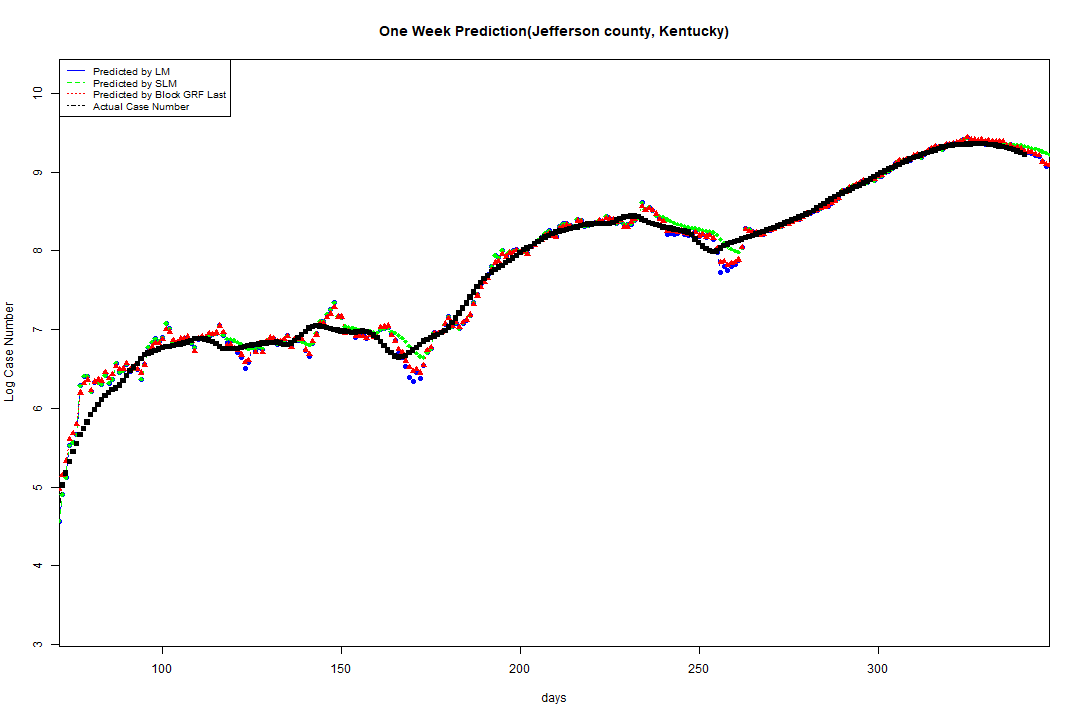 One Week Prediction(Jefferson county, Kentucky)
Predicted by LM
Predicted by SLM
Predicted by Block GRF Last
Actual Case Number
10
9
8
7
6
5
4
3
Log Case Number
100 150 200 250 300
days